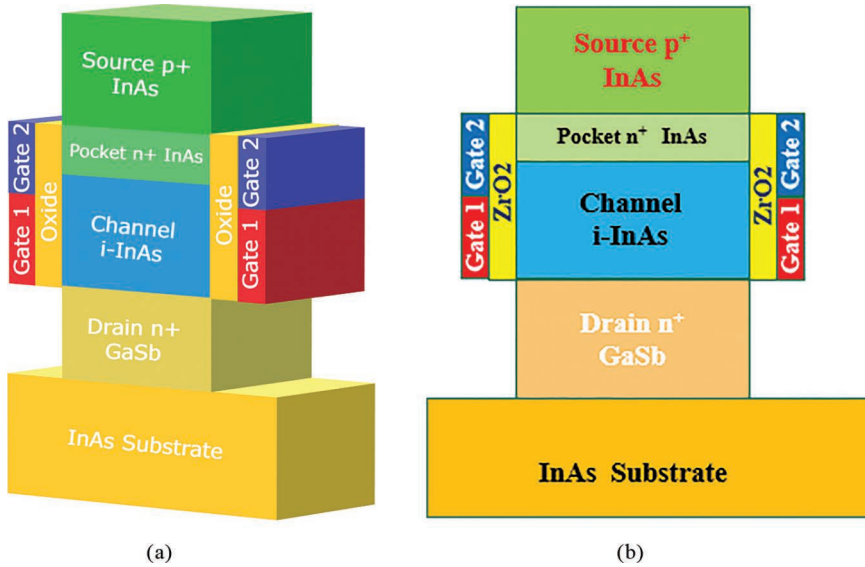 Source p+
InAs
Pocket n+ InAs
Channel
i-InAs
Gate 2
Gate 1
Oxide
Oxide
Gate 2
Gate 1
Drain n+
GaSb
InAs Substrate
(a)
Source p⁺
InAs
Pocket n⁺ InAs
Channel
i-InAs
Gate 2
Gate 1
ZrO2
ZrO2
Gate 2
Gate 1
Drain n⁺
GaSb
InAs Substrate
(b)